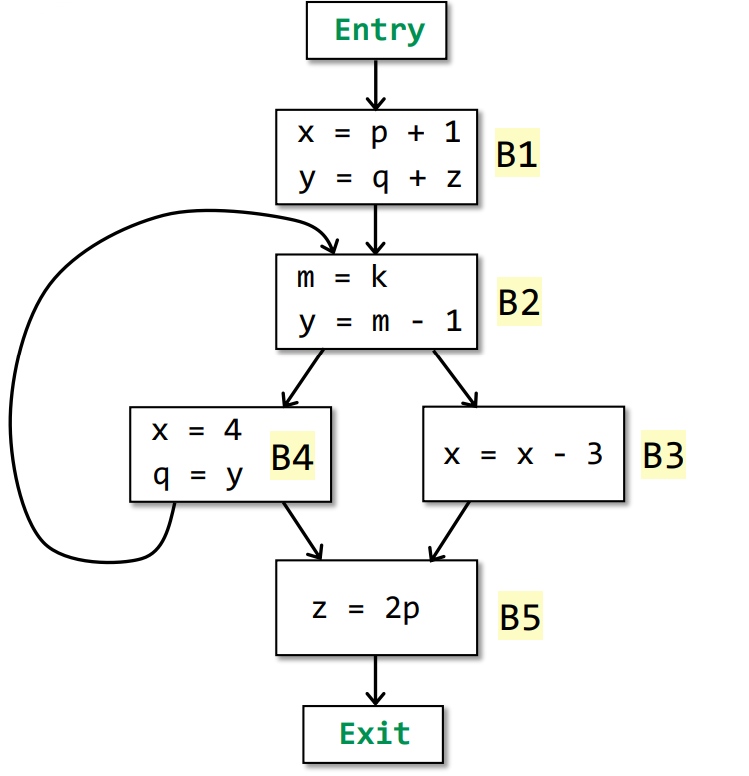 Entry
x = p + 1
y = q + z
B1
m = k
y = m - 1
B2
x = 4
q = y
B4
x = x - 3
B3
z = 2p
B5
Exit